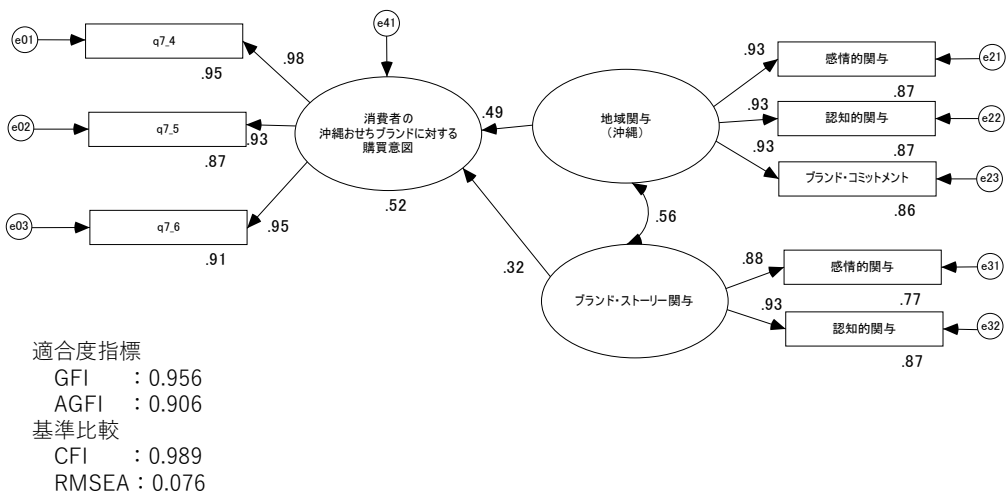 e41
e01
q7_4
.98
.95
e02
q7_5
.93
.87
e03
q7_6
.95
.91
消費者の
沖縄おせちブランドに対する
購買意図
.52
.49
.32
地域関与
(沖縄)
.56
ブランド・ストーリー関与
.93
感情的関与
e21
.87
.93
認知的関与
e22
.87
.93
ブランド・コミットメント
e23
.86
.88
感情的関与
e31
.77
.93
認知的関与
e32
.87
適合度指標
GFI :0.956
AGFI :0.906
基準比較
CFI :0.989
RMSEA:0.076